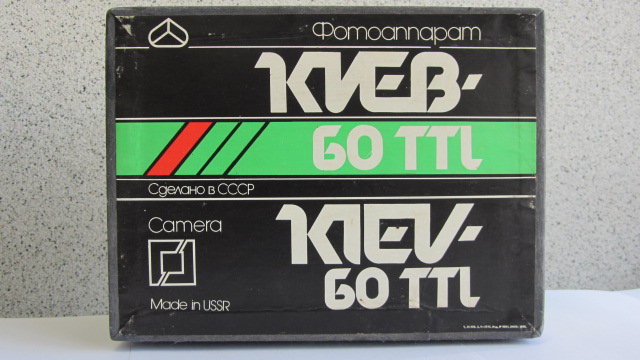 Фотоаппарат
КИЕВ-
60 TTL
Сделано в СССР
Camera
KIEV-
60 TTL
Made in USSR